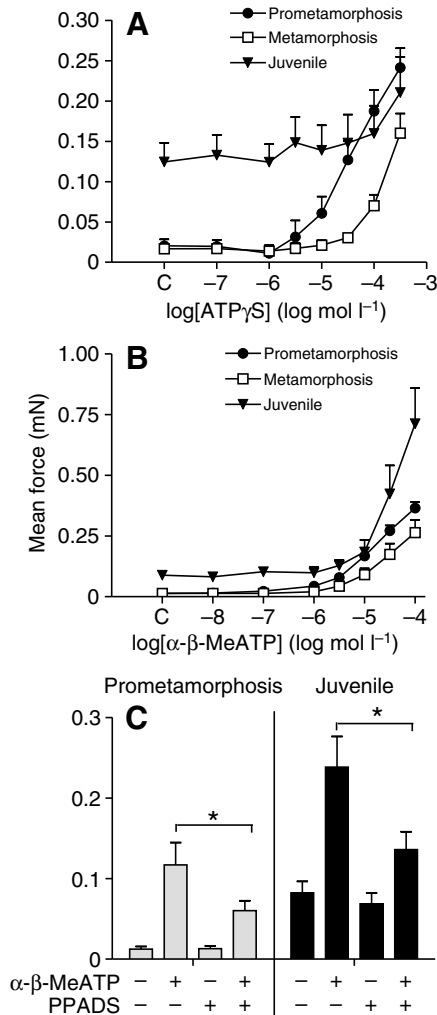 A
Prometamorphosis
Metamorphosis
Juvenile
0.30
0.25
0.20
0.15
0.10
0.05
0
C –7 –6 –5 –4 –3
log[ATPγS] (log mol l⁻¹)
B
Prometamorphosis
Metamorphosis
Juvenile
1.00
0.75
0.50
0.25
0
Mean force (mN)
C –8 –7 –6 –5 –4
log[α-β-MeATP] (log mol l⁻¹)
Prometamorphosis Juvenile
C
0.3
0.2
0.1
0
* *
α-β-MeATP – + – + – + – +
PPADS – – + + – – + +